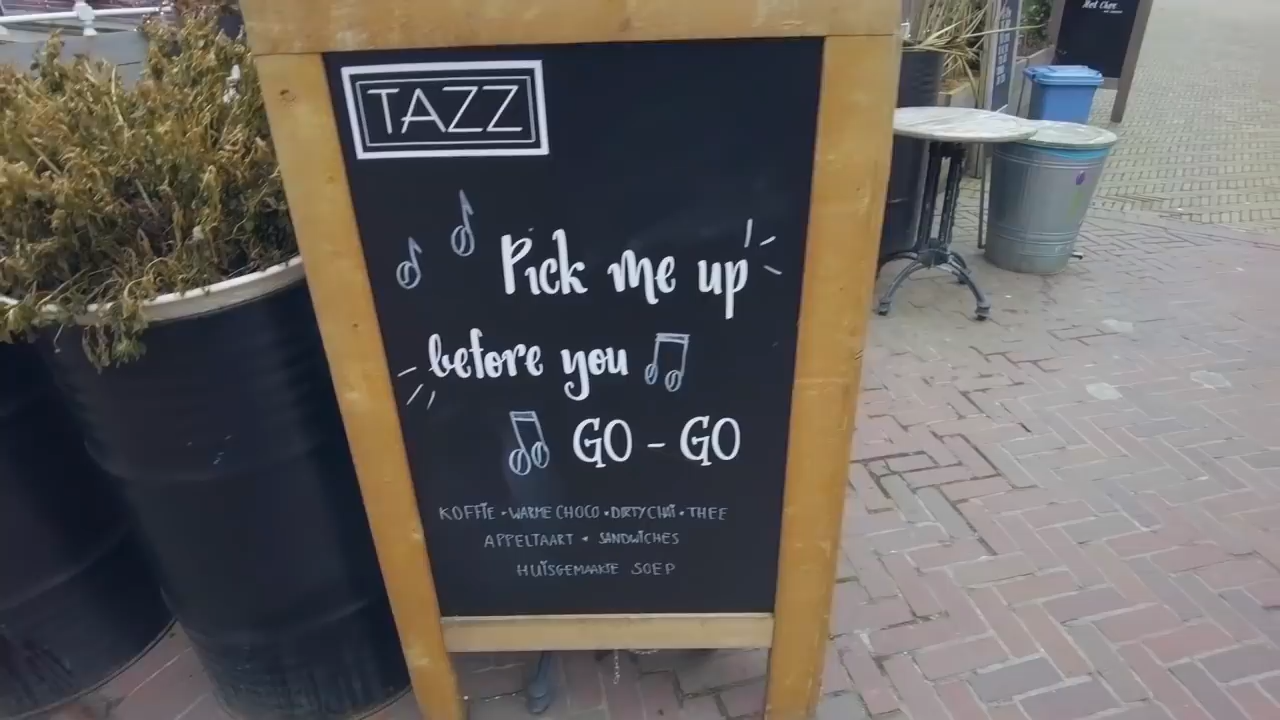 TAZZ
Pick me up
before you
GO - GO
KOFFIE • WARME CHOCO • DIRTY CHAI • THEE
APPELTAART • SANDWICHES
HUISGEMAAKTE SOEP